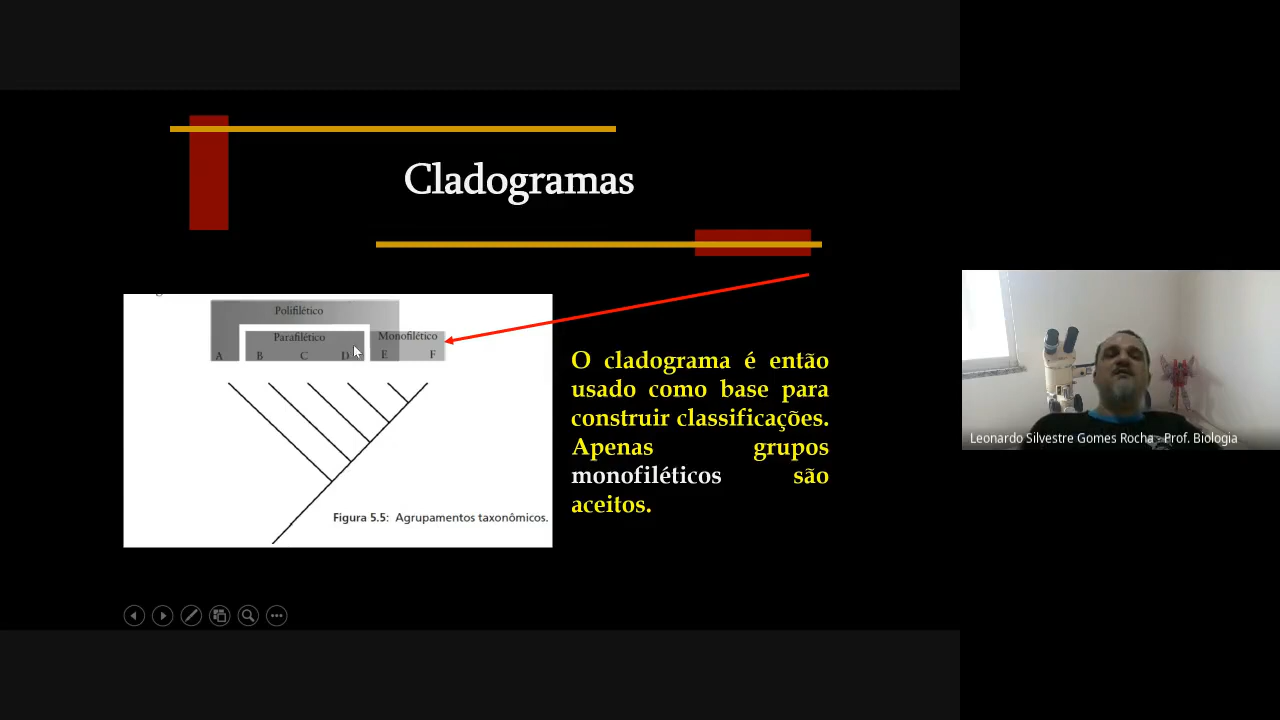 Cladogramas
Polifilético
Parafilético
Monofilético
A B C D E F
Figura 5.5: Agrupamentos taxonômicos.
O cladograma é então
usado como base para
construir classificações.
Apenas grupos
monofiléticos são
aceitos.
Leonardo Silvestre Gomes Rocha - Prof. Biologia